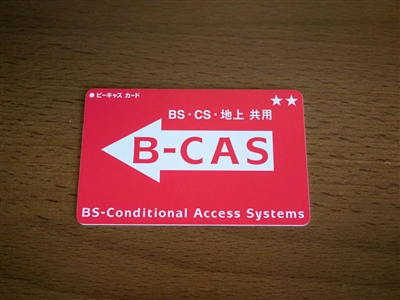 ● ビーキャス カード
★★
BS・CS・地上 共用
B-CAS
BS-Conditional Access Systems